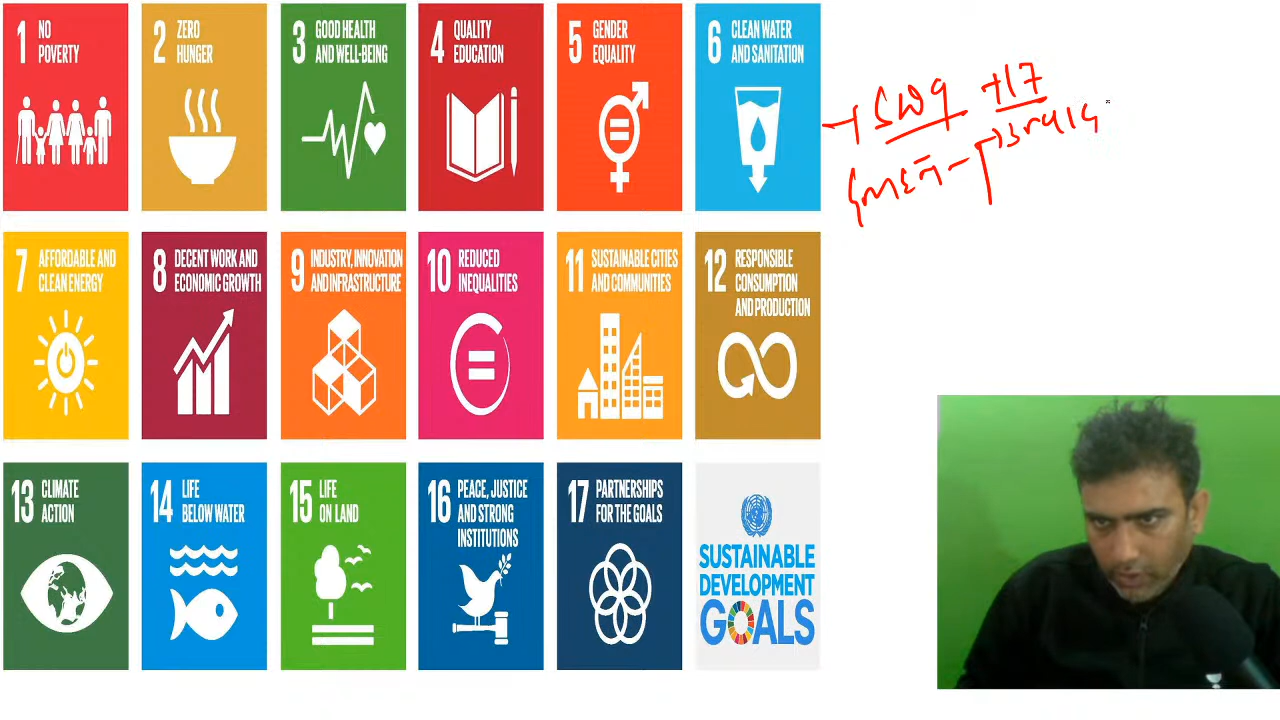 1 NO
POVERTY
2 ZERO
HUNGER
3 GOOD HEALTH
AND WELL-BEING
4 QUALITY
EDUCATION
5 GENDER
EQUALITY
6 CLEAN WATER
AND SANITATION
+17
7 AFFORDABLE AND
CLEAN ENERGY
8 DECENT WORK AND
ECONOMIC GROWTH
9 INDUSTRY, INNOVATION
AND INFRASTRUCTURE
10 REDUCED
INEQUALITIES
11 SUSTAINABLE CITIES
AND COMMUNITIES
12 RESPONSIBLE
CONSUMPTION
AND PRODUCTION
13 CLIMATE
ACTION
14 LIFE
BELOW WATER
15 LIFE
ON LAND
16 PEACE, JUSTICE
AND STRONG
INSTITUTIONS
17 PARTNERSHIPS
FOR THE GOALS
SUSTAINABLE
DEVELOPMENT
GOALS